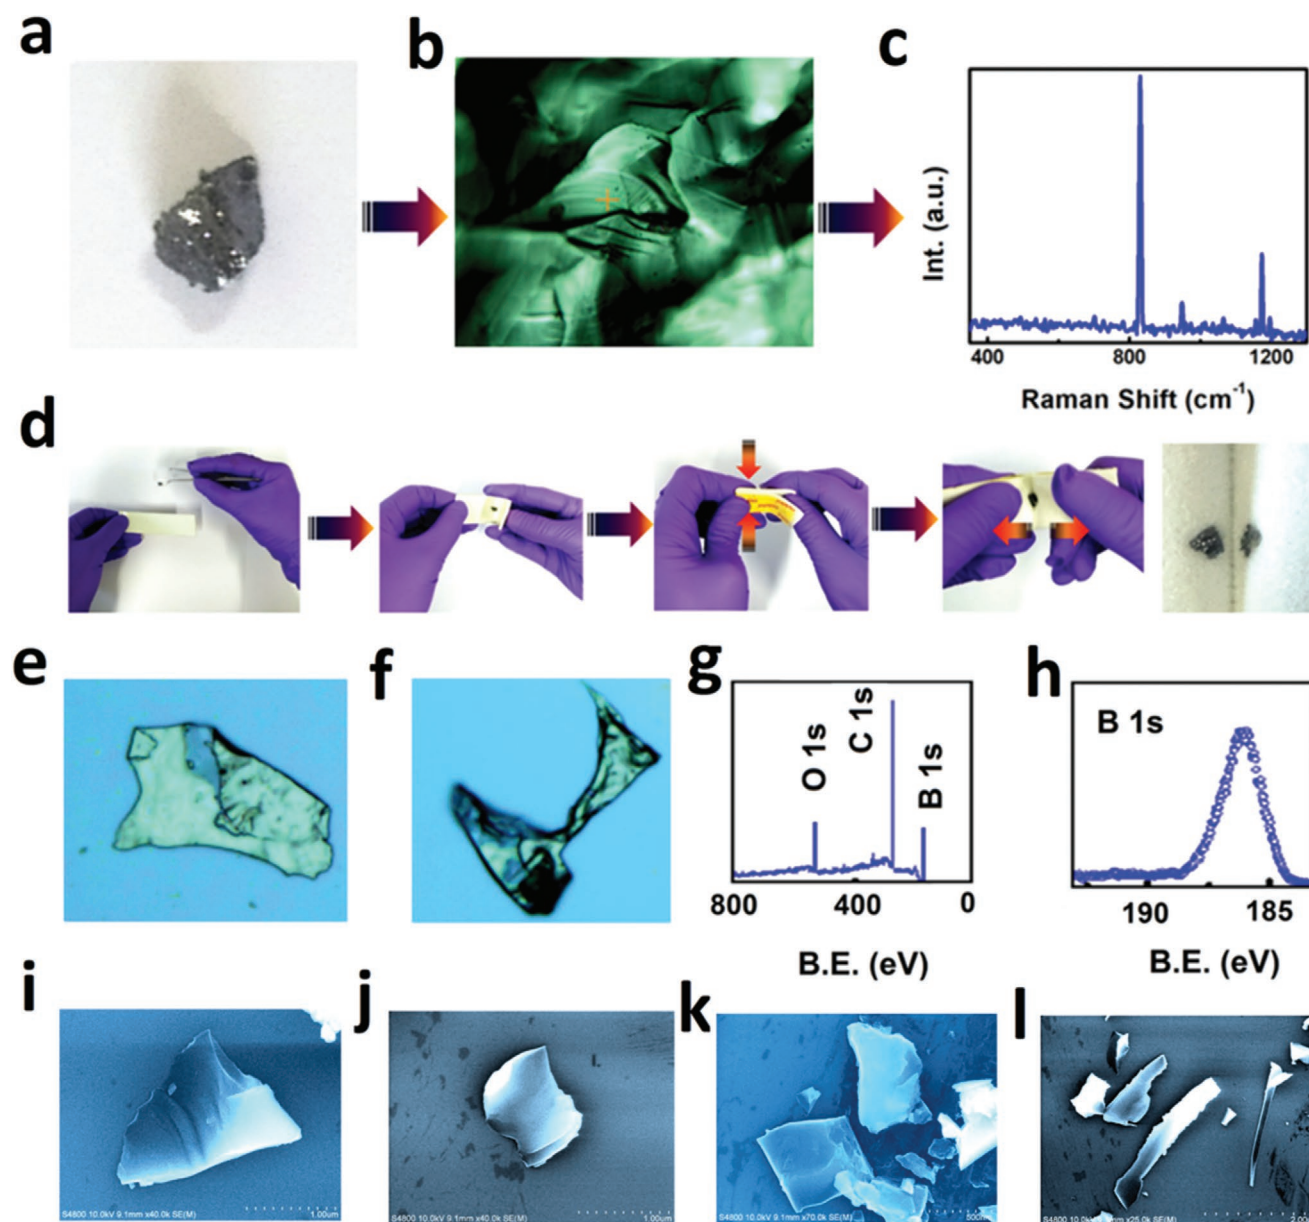 a
b
c
Int. (a.u.)
400 800 1200
Raman Shift (cm⁻¹)
d
e
f
g
h
O 1s
C 1s
B 1s
800 400 0
B.E. (eV)
B 1s
190 185
B.E. (eV)
i
j
k
l
S4800 10.0kV 9.1mm x40.0k SE(M)
1.00um
S4800 10.0kV 9.1mm x40.0k SE(M)
1.00um
S4800 10.0kV 9.1mm x70.0k SE(M)
500nm